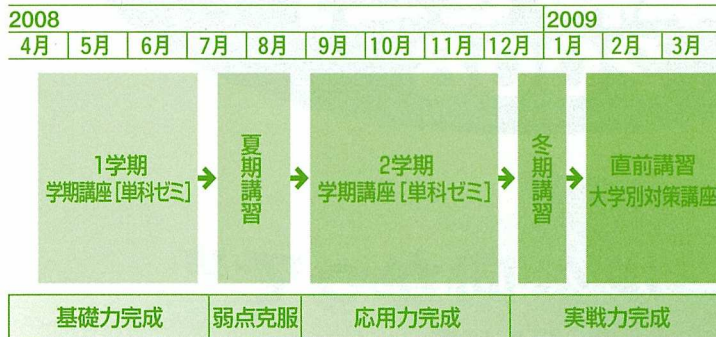 2008
2009
4月 5月 6月 7月 8月 9月 10月 11月 12月 1月 2月 3月
1学期
学期講座[単科ゼミ]
夏期講習
2学期
学期講座[単科ゼミ]
冬期講習
直前講習
大学別対策講座
基礎力完成
弱点克服
応用力完成
実戦力完成